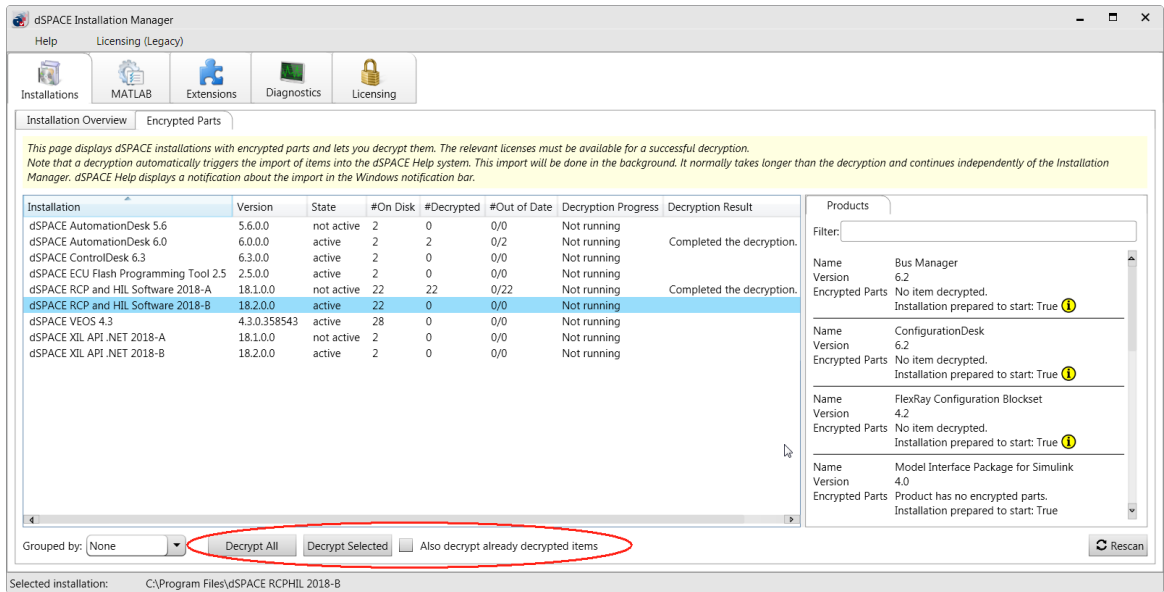 dSPACE Installation Manager
Help Licensing (Legacy)
Installations MATLAB Extensions Diagnostics Licensing
Installation Overview Encrypted Parts
This page displays dSPACE installations with encrypted parts and lets you decrypt them. The relevant licenses must be available for a successful decryption.
Note that a decryption automatically triggers the import of items into the dSPACE Help system. This import will be done in the background. It normally takes longer than the decryption and continues independently of the Installation
Manager. dSPACE Help displays a notification about the import in the Windows notification bar.
Installation Version State #On Disk #Decrypted #Out of Date Decryption Progress Decryption Result
dSPACE AutomationDesk 5.6 5.6.0.0 not active 2 0 0/0 Not running
dSPACE AutomationDesk 6.0 6.0.0.0 active 2 2 0/2 Not running Completed the decryption.
dSPACE ControlDesk 6.3 6.3.0.0 active 2 0 0/0 Not running
dSPACE ECU Flash Programming Tool 2.5 2.5.0.0 active 2 0 0/0 Not running
dSPACE RCP and HIL Software 2018-A 18.1.0.0 not active 22 22 0/22 Not running Completed the decryption.
dSPACE RCP and HIL Software 2018-B 18.2.0.0 active 22 0 0/0 Not running
dSPACE VEOS 4.3 4.3.0.358543 active 28 0 0/0 Not running
dSPACE XIL API .NET 2018-A 18.1.0.0 not active 2 0 0/0 Not running
dSPACE XIL API .NET 2018-B 18.2.0.0 active 2 0 0/0 Not running
Products
Filter:
Name Bus Manager
Version 6.2
Encrypted Parts No item decrypted.
Installation prepared to start: True
Name ConfigurationDesk
Version 6.2
Encrypted Parts No item decrypted.
Installation prepared to start: True
Name FlexRay Configuration Blockset
Version 4.2
Encrypted Parts No item decrypted.
Installation prepared to start: True
Name Model Interface Package for Simulink
Version 4.0
Encrypted Parts Product has no encrypted parts.
Installation prepared to start: True
Grouped by: None Decrypt All Decrypt Selected Also decrypt already decrypted items Rescan
Selected installation: C:\Program Files\dSPACE RCPHIL 2018-B